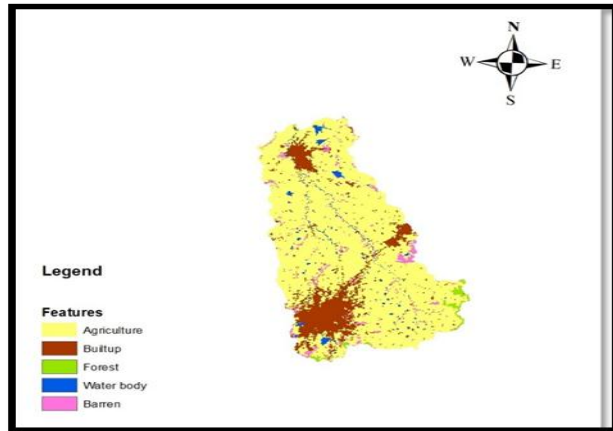 N
W E
S
Legend
Features
Agriculture
Builtup
Forest
Water body
Barren